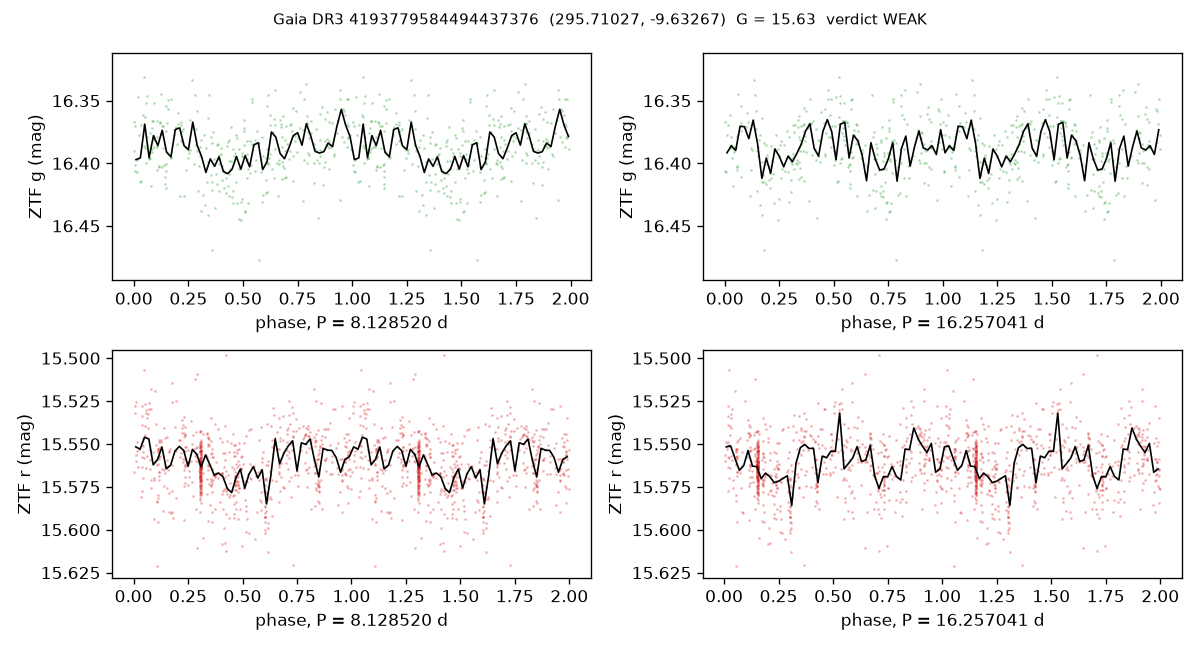 Gaia DR3 4193779584494437376  (295.71027, -9.63267)  G = 15.63  verdict WEAK
ZTF g (mag)
16.35
16.40
16.45
0.00 0.25 0.50 0.75 1.00 1.25 1.50 1.75 2.00
phase, P = 8.128520 d
ZTF g (mag)
16.35
16.40
16.45
0.00 0.25 0.50 0.75 1.00 1.25 1.50 1.75 2.00
phase, P = 16.257041 d
ZTF r (mag)
15.500
15.525
15.550
15.575
15.600
15.625
0.00 0.25 0.50 0.75 1.00 1.25 1.50 1.75 2.00
phase, P = 8.128520 d
ZTF r (mag)
15.500
15.525
15.550
15.575
15.600
15.625
0.00 0.25 0.50 0.75 1.00 1.25 1.50 1.75 2.00
phase, P = 16.257041 d